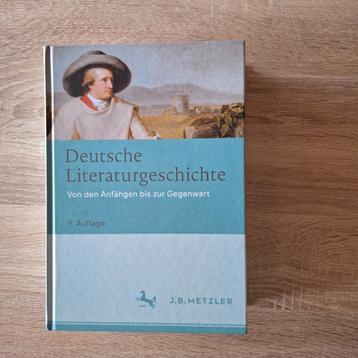 Deutsche
Literaturgeschichte
Von den Anfängen bis zur Gegenwart
9. Auflage
J.B. METZLER